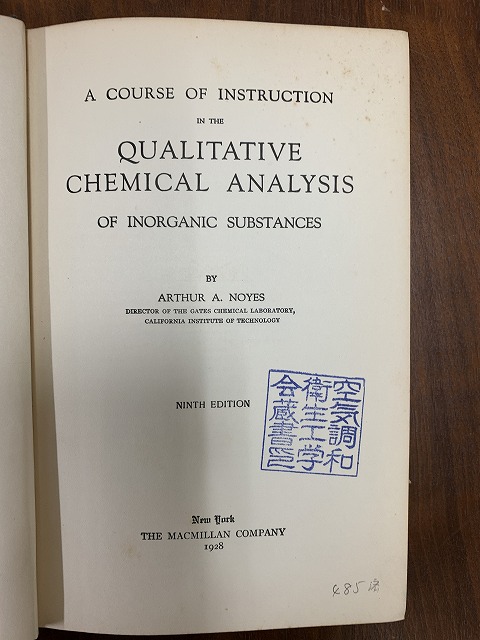 A COURSE OF INSTRUCTION
IN THE
QUALITATIVE
CHEMICAL ANALYSIS
OF INORGANIC SUBSTANCES
BY
ARTHUR A. NOYES
DIRECTOR OF THE GATES CHEMICAL LABORATORY,
CALIFORNIA INSTITUTE OF TECHNOLOGY
NINTH EDITION
空気調和
衛生工学
会蔵書印
New York
THE MACMILLAN COMPANY
1928
485